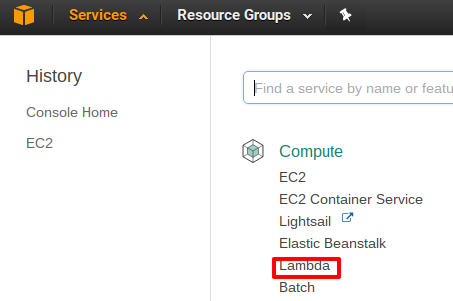 Services Resource Groups
History
Console Home
EC2
Find a service by name or featu
Compute
EC2
EC2 Container Service
Lightsail
Elastic Beanstalk
Lambda
Batch